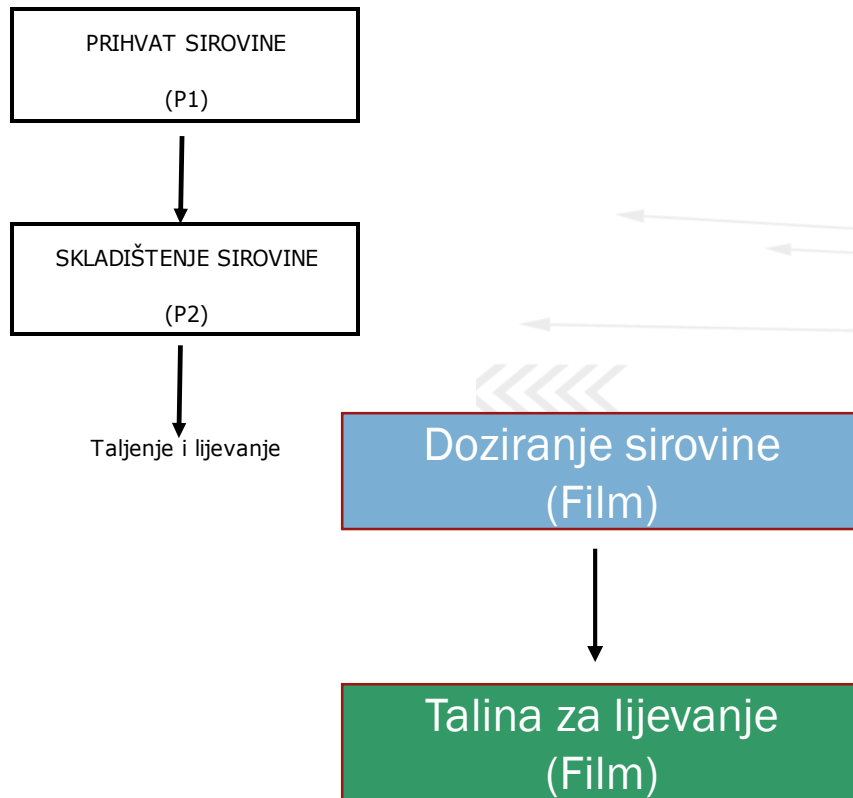 PRIHVAT SIROVINE
(P1)
SKLADIŠTENJE SIROVINE
(P2)
Taljenje i lijevanje
Doziranje sirovine
(Film)
Talina za lijevanje
(Film)